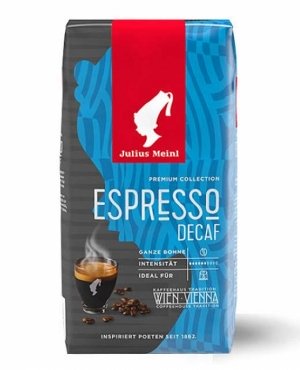 Julius Meinl
PREMIUM COLLECTION
ESPRESSO
DECAF
GANZE BOHNE
INTENSITÄT
IDEAL FÜR
KAFFEEHAUS TRADITION
WIEN-VIENNA
COFFEEHOUSE TRADITION
INSPIRIERT POETEN SEIT 1862.